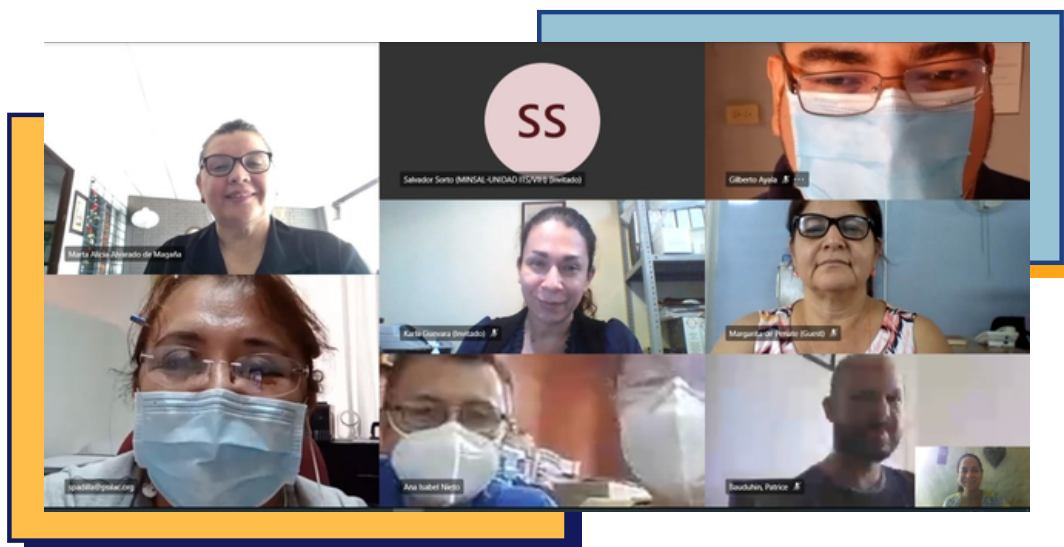 SS
Salvador Sorto (MINSAL-UNIDAD ITS/VIH) (Invitado)
Gilberto Ayala
Marta Alicia Alvarado de Magaña
Karla Guevara (Invitado)
Margarita de Peñate (Guest)
spadilla@psiac.org
Ana Isabel Nieto
Bauduhin, Patrice